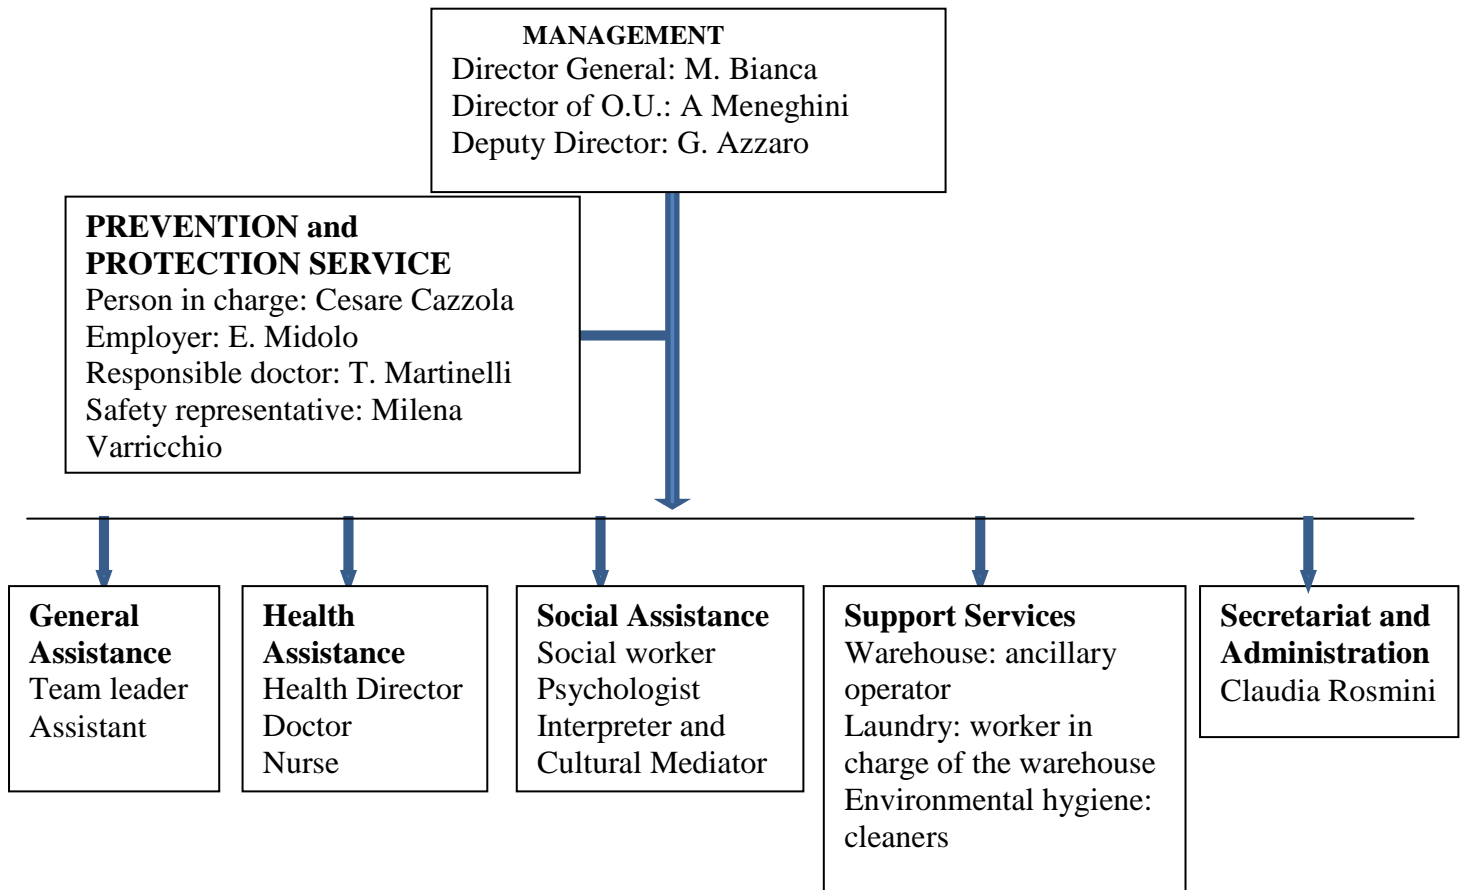 MANAGEMENT
Director General: M. Bianca
Director of O.U.: A Meneghini
Deputy Director: G. Azzaro
PREVENTION and
PROTECTION SERVICE
Person in charge: Cesare Cazzola
Employer: E. Midolo
Responsible doctor: T. Martinelli
Safety representative: Milena
Varricchio
General
Assistance
Team leader
Assistant
Health
Assistance
Health Director
Doctor
Nurse
Social Assistance
Social worker
Psychologist
Interpreter and
Cultural Mediator
Support Services
Warehouse: ancillary
operator
Laundry: worker in
charge of the warehouse
Environmental hygiene:
cleaners
Secretariat and
Administration
Claudia Rosmini